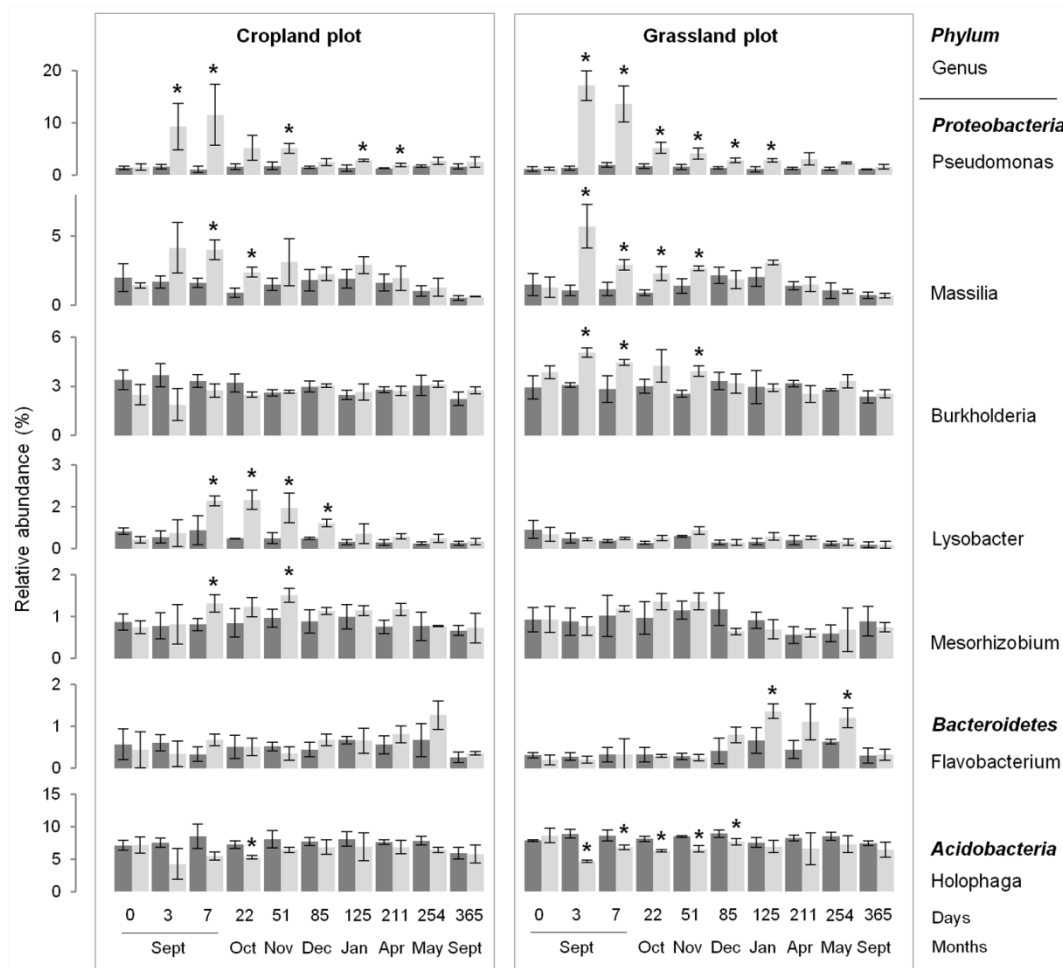 Cropland plot
Grassland plot
Phylum
Genus
Relative abundance (%)
20
10
0
* * * * *
* * * * * *
Proteobacteria
Pseudomonas
5
0
* *
* * * *
Massilia
6
3
0
* * *
Burkholderia
3
2
1
0
* * * *
Lysobacter
2
1
0
* *
Mesorhizobium
2
1
0
* *
Bacteroidetes
Flavobacterium
15
10
5
0
*
* * * * *
Acidobacteria
Holophaga
0 3 7 22 51 85 125 211 254 365
0 3 7 22 51 85 125 211 254 365
Days
Sept Oct Nov Dec Jan Apr May Sept
Sept Oct Nov Dec Jan Apr May Sept
Months